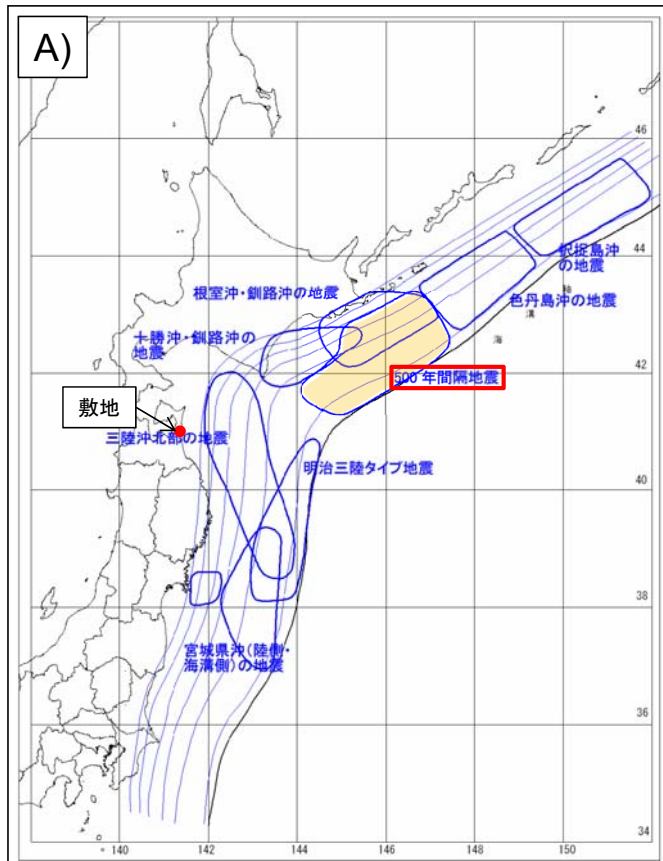 A)
46
44
択捉島沖
の地震
根室沖・釧路沖の地震
色丹島沖の地震
溝
海
十勝沖・釧路沖の
地震
42
500年間隔地震
敷地
三陸沖北部の地震
明治三陸タイプ地震
40
38
宮城県沖(陸側・
海溝側)の地震
36
34
140
142
144
146
148
150